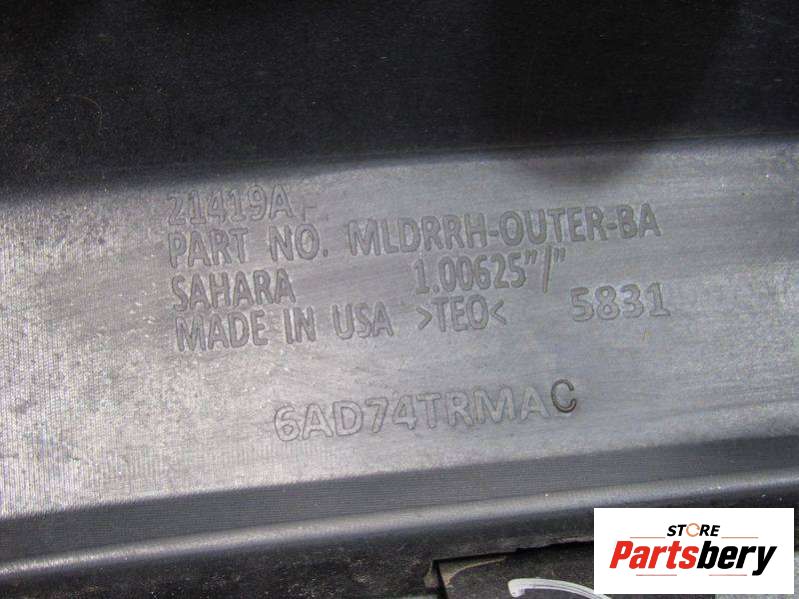 21419A-
PART NO. MLDRRH-OUTER-BA
SAHARA 1.00625"/"
MADE IN USA >TEO< 5831
6AD74TRMAC
STORE
Partsbery